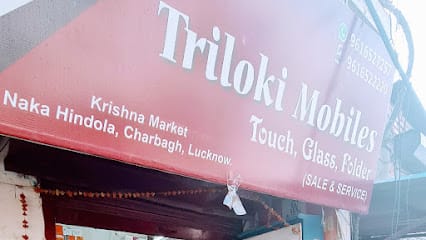 Triloki Mobiles
Touch, Glass, Folder
(SALE & SERVICE)
Krishna Market
Naka Hindola, Charbagh, Lucknow.